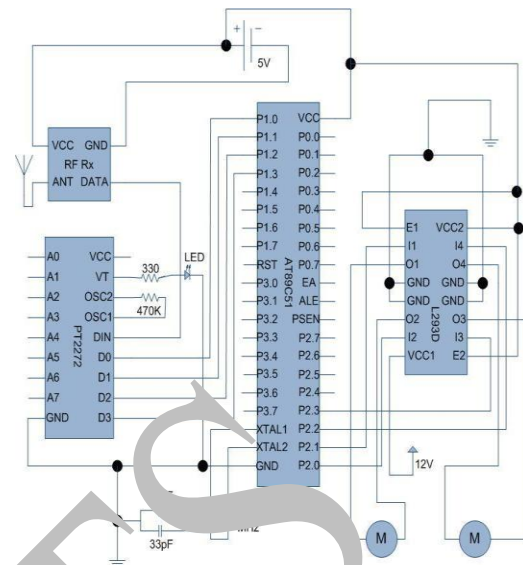 + −
5V
VCC GND
RF Rx
ANT DATA
P1.0 VCC
P1.1 P0.0
P1.2 P0.1
P1.3 P0.2
P1.4 P0.3
P1.5 P0.4
P1.6 P0.5
P1.7 P0.6
RST P0.7
P3.0 EA
P3.1 ALE
P3.2 PSEN
P3.3 P2.7
P3.4 P2.6
P3.5 P2.5
P3.6 P2.4
P3.7 P2.3
XTAL1 P2.2
XTAL2 P2.1
GND P2.0
AT89C51
A0 VCC
A1 VT
A2 OSC2
A3 OSC1
A4 DIN
A5 D0
A6 D1
A7 D2
GND D3
PT2272
330
LED
470K
E1 VCC2
I1 I4
O1 O4
GND GND
GND GND
O2 O3
I2 I3
VCC1 E2
L293D
12V
33pF
M M
ES